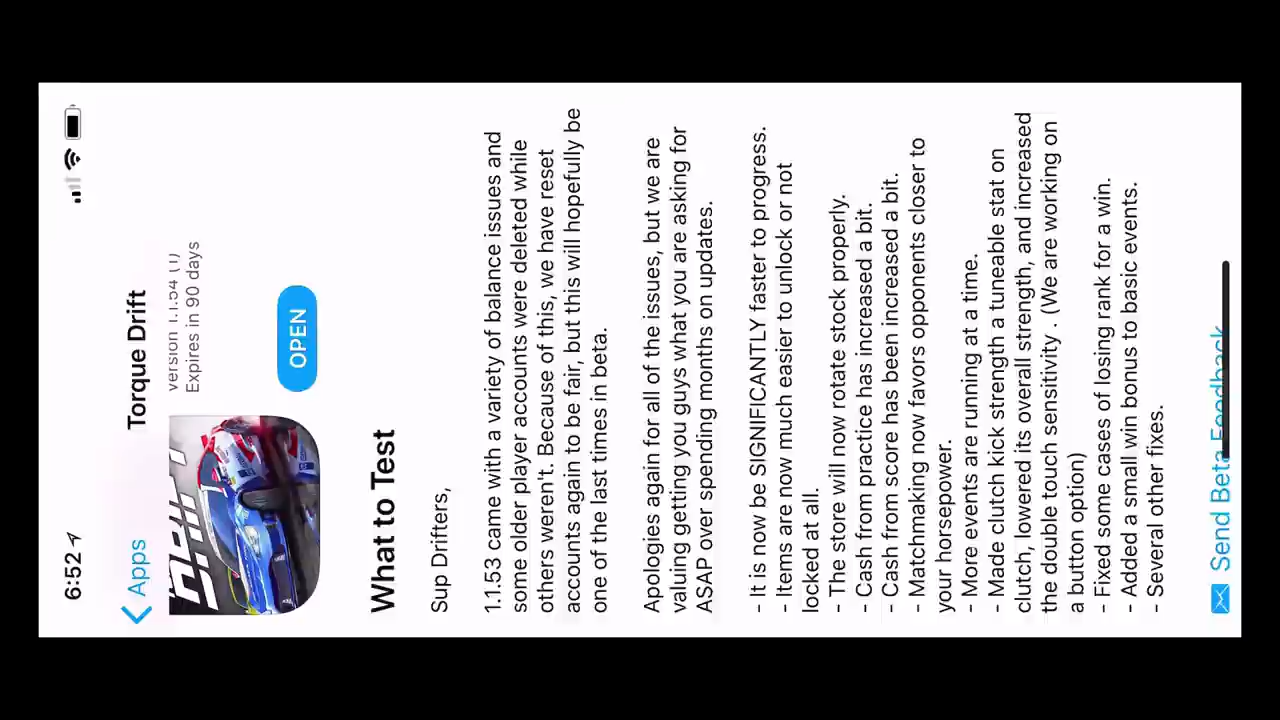 6:52
Apps
Torque Drift
Version 1.1.54 (1)
Expires in 90 days
OPEN
What to Test
Sup Drifters,
1.1.53 came with a variety of balance issues and
some older player accounts were deleted while
others weren't. Because of this, we have reset
accounts again to be fair, but this will hopefully be
one of the last times in beta.
Apologies again for all of the issues, but we are
valuing getting you guys what you are asking for
ASAP over spending months on updates.
- It is now be SIGNIFICANTLY faster to progress.
- Items are now much easier to unlock or not
locked at all.
- The store will now rotate stock properly.
- Cash from practice has increased a bit.
- Cash from score has been increased a bit.
- Matchmaking now favors opponents closer to
your horsepower.
- More events are running at a time.
- Made clutch kick strength a tuneable stat on
clutch, lowered its overall strength, and increased
the double touch sensitivity . (We are working on
a button option)
- Fixed some cases of losing rank for a win.
- Added a small win bonus to basic events.
- Several other fixes.
Send Beta Feedback